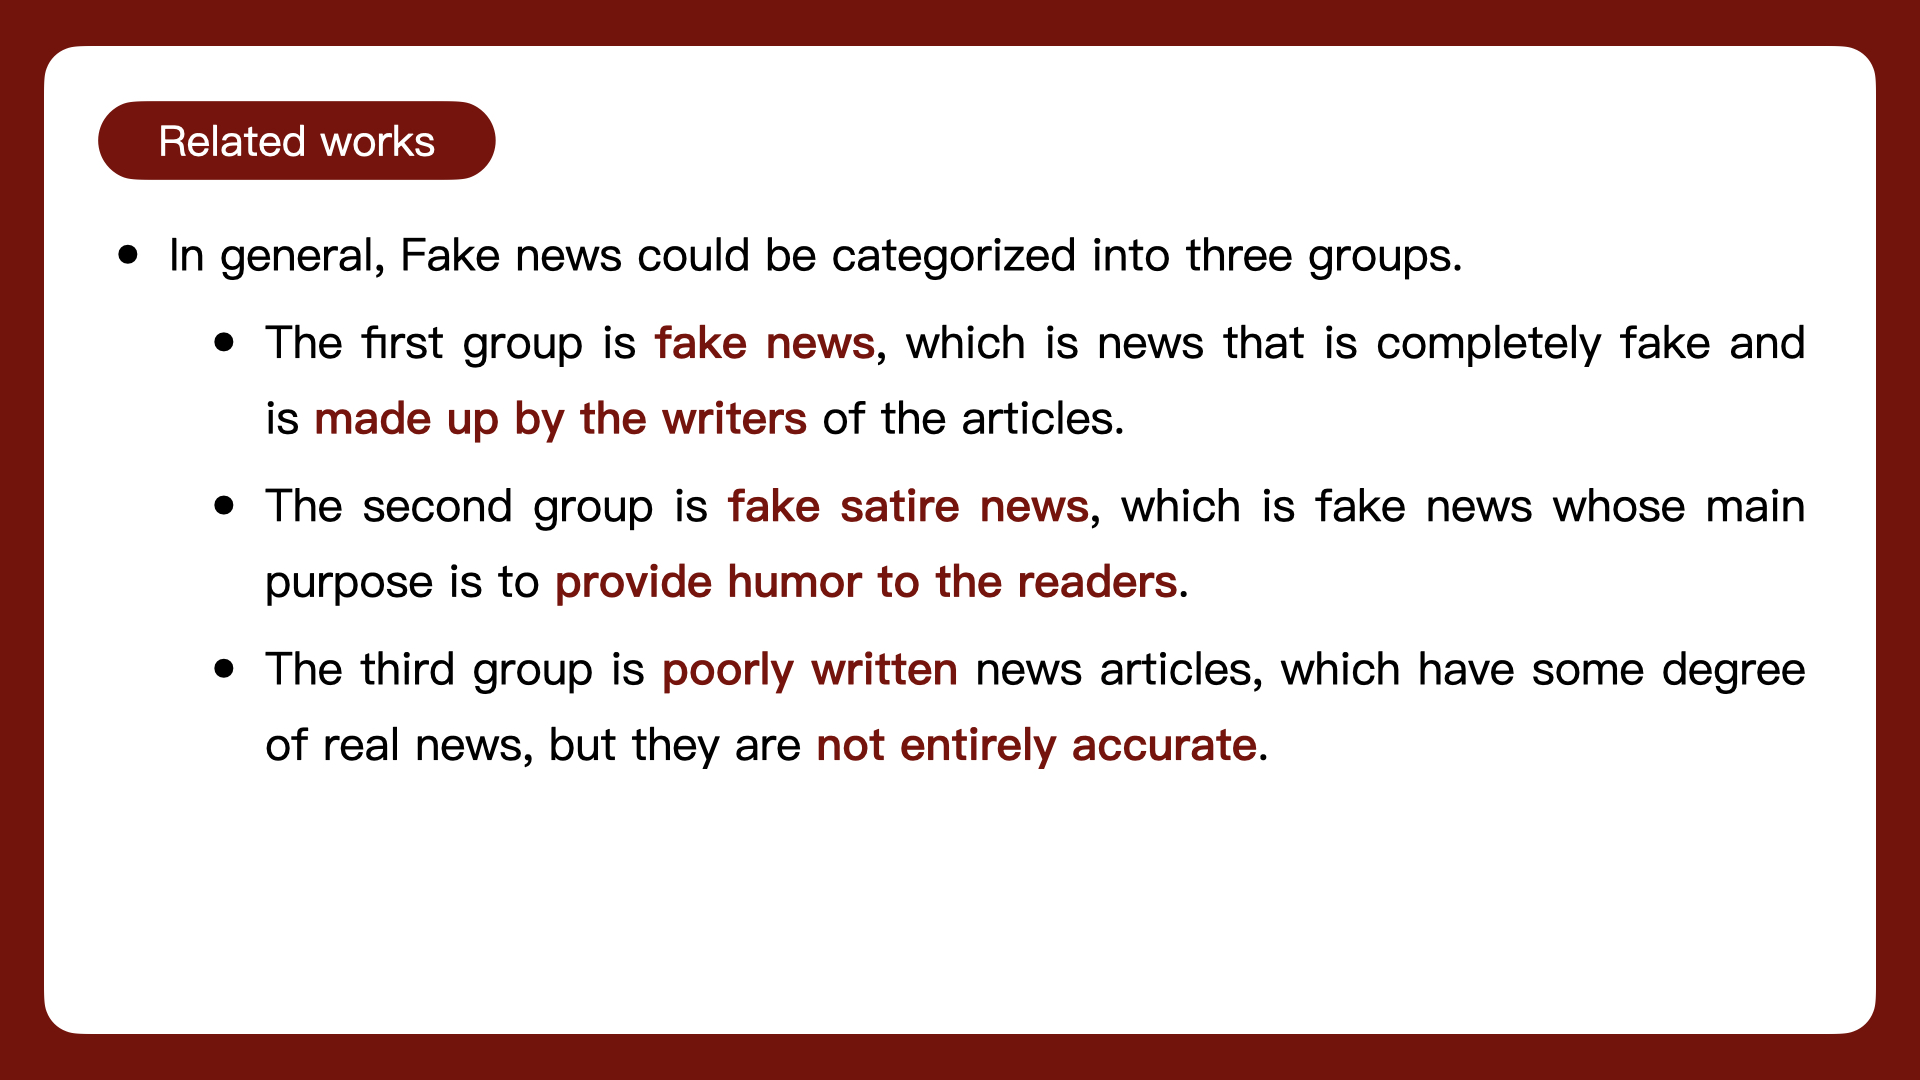 Related works
• In general, Fake news could be categorized into three groups.
• The first group is fake news, which is news that is completely fake and
is made up by the writers of the articles.
• The second group is fake satire news, which is fake news whose main
purpose is to provide humor to the readers.
• The third group is poorly written news articles, which have some degree
of real news, but they are not entirely accurate.